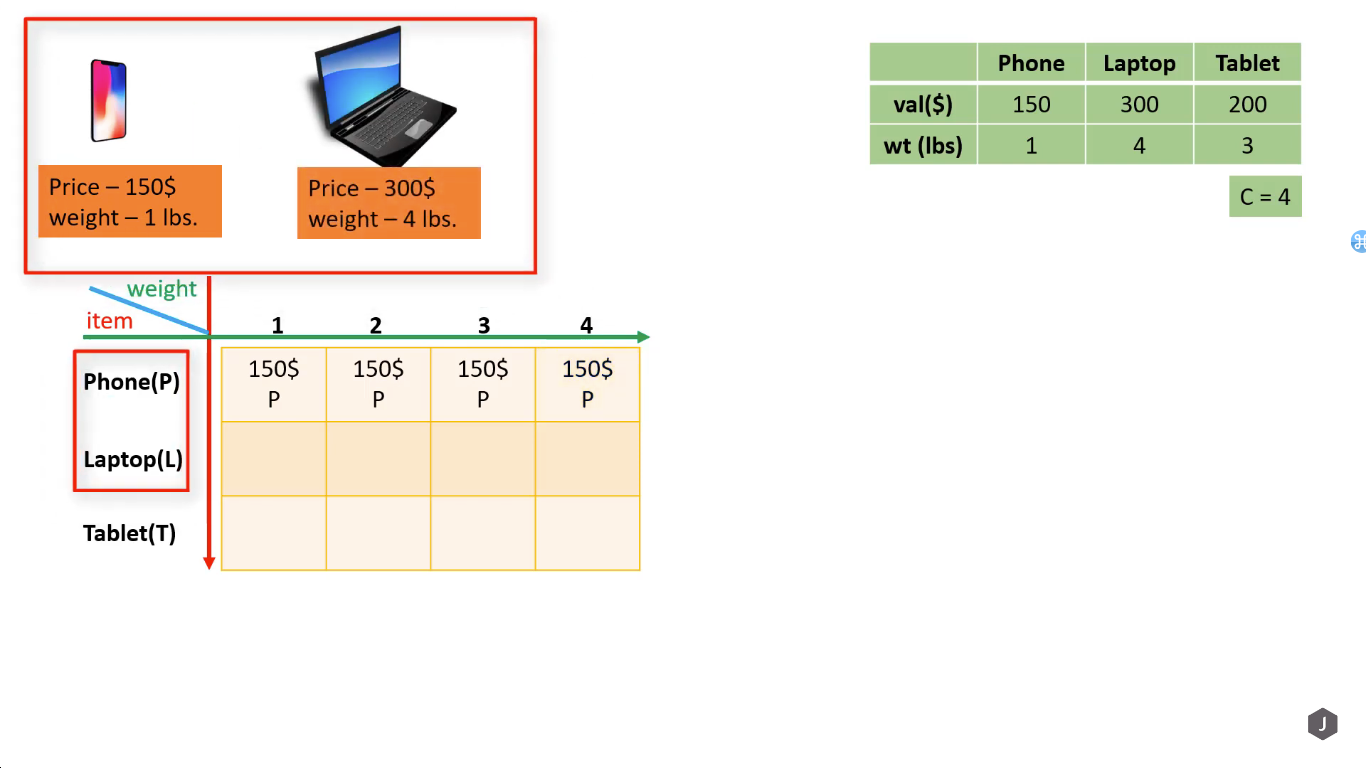 Price – 150$
weight – 1 lbs.
Price – 300$
weight – 4 lbs.
Phone Laptop Tablet
val($) 150 300 200
wt (lbs) 1 4 3
C = 4
weight
item
1 2 3 4
Phone(P) 150$ 150$ 150$ 150$
P P P P
Laptop(L)
Tablet(T)
J